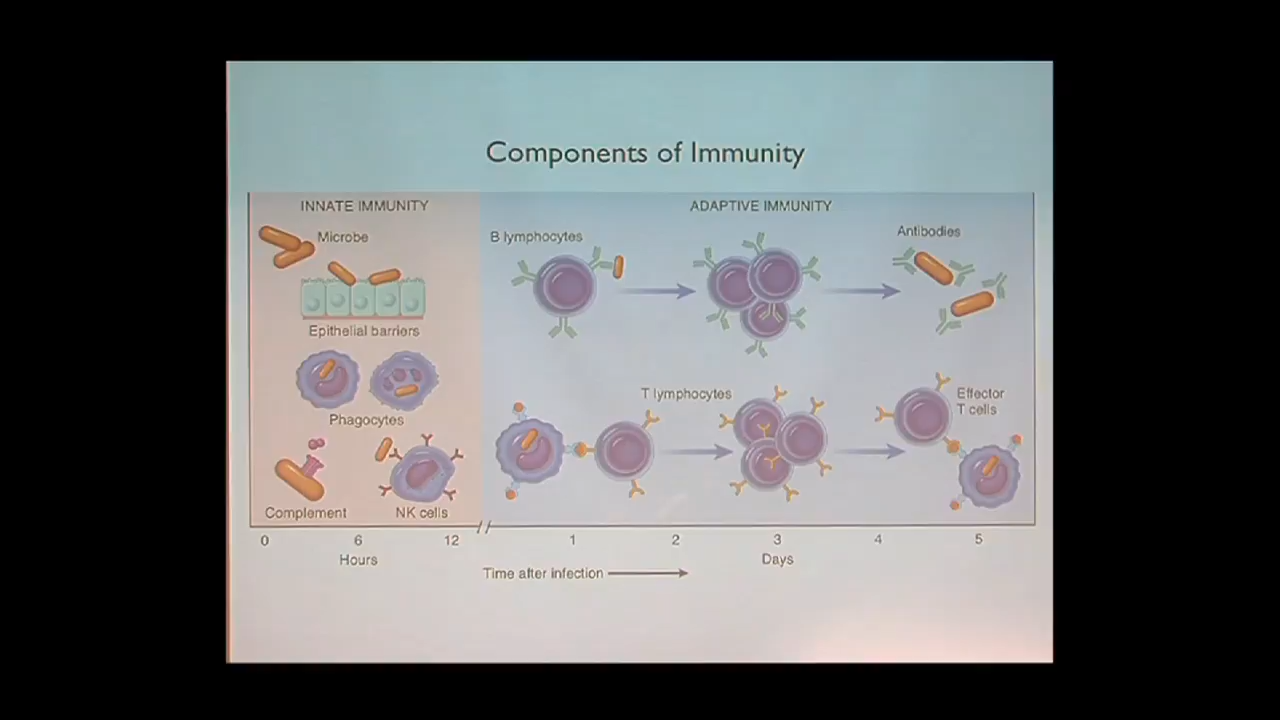 Components of Immunity
INNATE IMMUNITY
ADAPTIVE IMMUNITY
Microbe
B lymphocytes
Antibodies
Epithelial barriers
Phagocytes
T lymphocytes
Effector
T cells
Complement
NK cells
0
6
12
1
2
3
4
5
Hours
Days
Time after infection